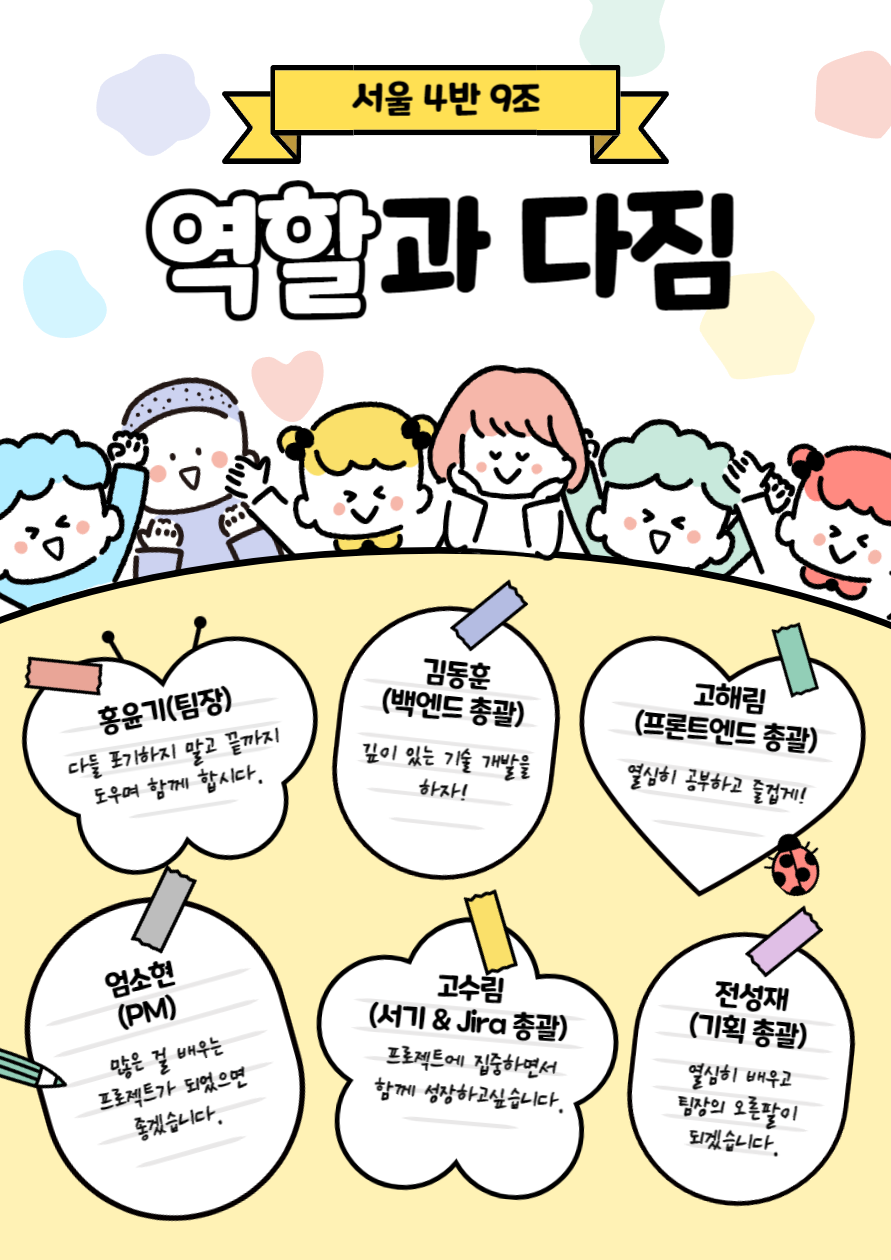 서울 4반 9조
역할과 다짐
홍윤기(팀장)
다들 포기하지 말고 끝까지
도우며 함께 합시다.
김동훈
(백엔드 총괄)
깊이 있는 기술 개발을
하자!
고해림
(프론트엔드 총괄)
열심히 공부하고 즐겁게!
엄소현
(PM)
많은 걸 배우는
프로젝트가 되었으면
좋겠습니다.
고수림
(서기 & Jira 총괄)
프로젝트에 집중하면서
함께 성장하고싶습니다.
전성재
(기획 총괄)
열심히 배우고
팀장의 오른팔이
되겠습니다.